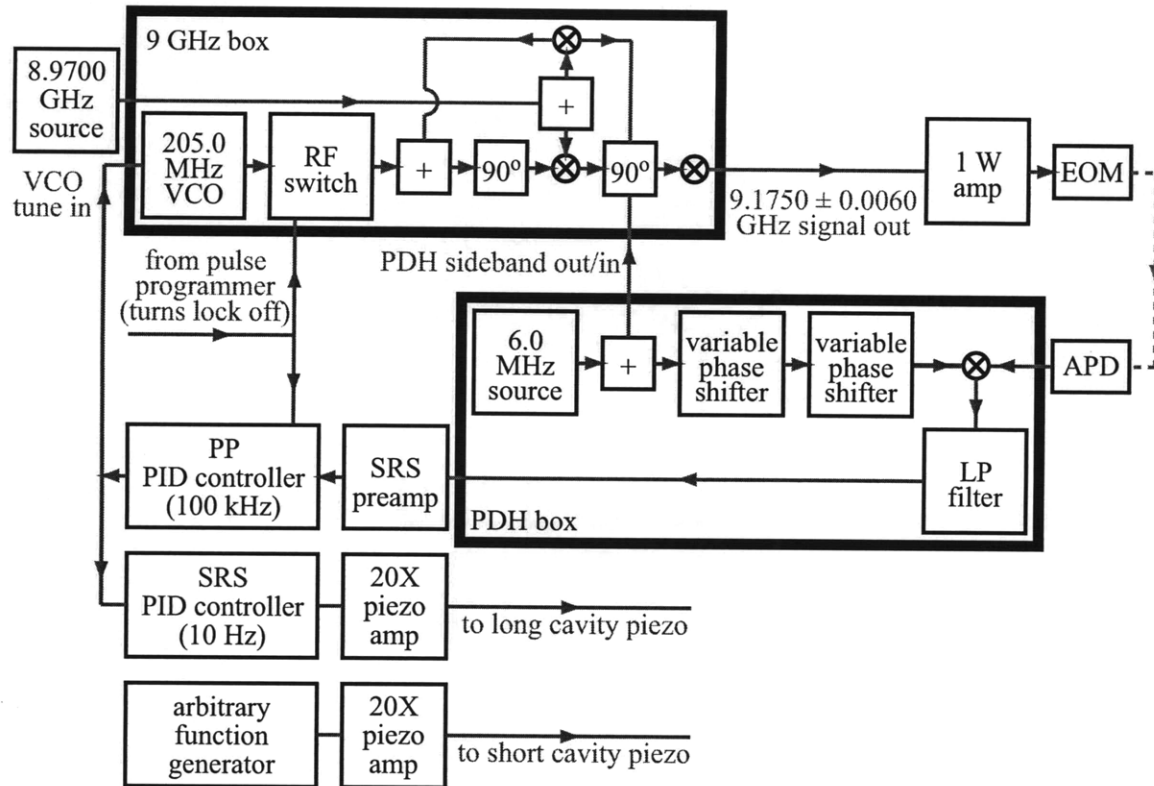 9 GHz box
8.9700
GHz
source
+
205.0
MHz
VCO
RF
switch
+
90º
90º
VCO
tune in
1 W
amp
EOM
9.1750 ± 0.0060
GHz signal out
from pulse
programmer
(turns lock off)
PDH sideband out/in
6.0
MHz
source
+
variable
phase
shifter
variable
phase
shifter
APD
PP
PID controller
(100 kHz)
SRS
preamp
LP
filter
PDH box
SRS
PID controller
(10 Hz)
20X
piezo
amp
to long cavity piezo
arbitrary
function
generator
20X
piezo
amp
to short cavity piezo